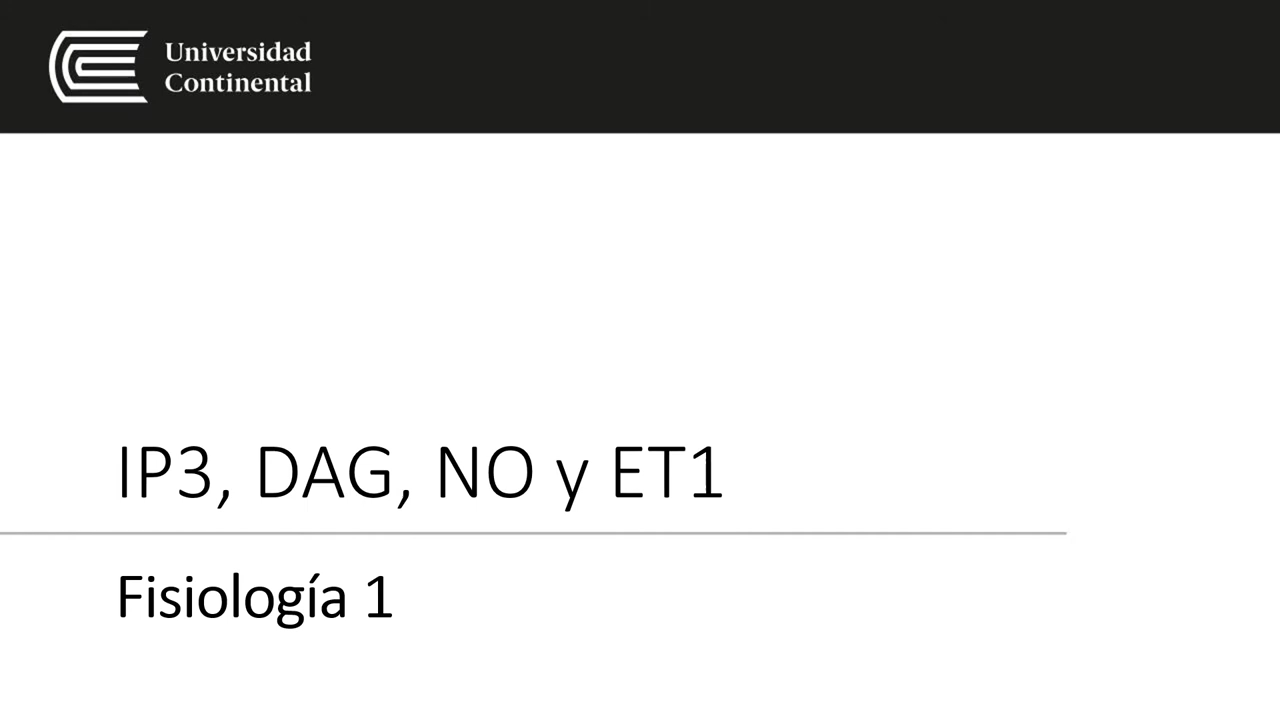 Universidad
Continental
IP3, DAG, NO y ET1
Fisiología 1